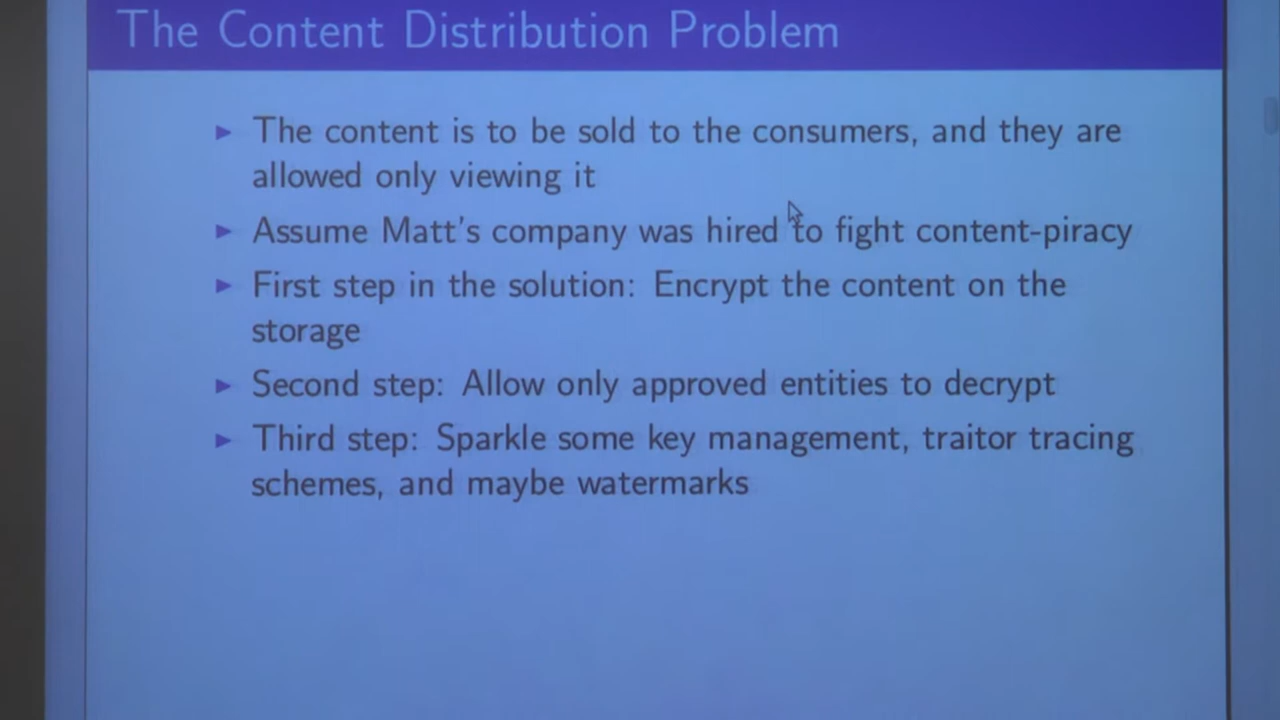 The Content Distribution Problem
The content is to be sold to the consumers, and they are
allowed only viewing it
Assume Matt's company was hired to fight content-piracy
First step in the solution: Encrypt the content on the
storage
Second step: Allow only approved entities to decrypt
Third step: Sparkle some key management, traitor tracing
schemes, and maybe watermarks